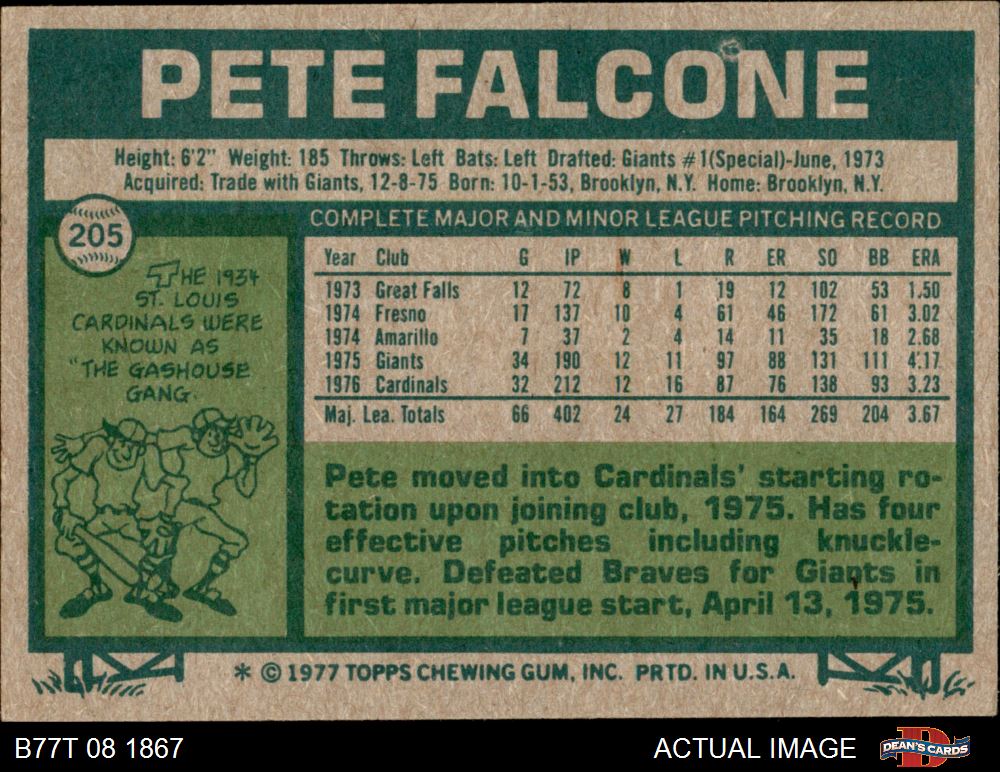 PETE FALCONE
Height: 6'2" Weight: 185 Throws: Left Bats: Left Drafted: Giants #1(Special)-June, 1973
Acquired: Trade with Giants, 12-8-75 Born: 10-1-53, Brooklyn, N.Y. Home: Brooklyn, N.Y.
205
THE 1934
ST. LOUIS
CARDINALS WERE
KNOWN AS
"THE GASHOUSE
GANG.
COMPLETE MAJOR AND MINOR LEAGUE PITCHING RECORD
Year Club G IP W L R ER SO BB ERA
1973 Great Falls 12 72 8 1 19 12 102 53 1.50
1974 Fresno 17 137 10 4 61 46 172 61 3.02
1974 Amarillo 7 37 2 4 14 11 35 18 2.68
1975 Giants 34 190 12 11 97 88 131 111 4.17
1976 Cardinals 32 212 12 16 87 76 138 93 3.23
Maj. Lea. Totals 66 402 24 27 184 164 269 204 3.67
Pete moved into Cardinals' starting ro-
tation upon joining club, 1975. Has four
effective pitches including knuckle-
curve. Defeated Braves for Giants in
first major league start, April 13, 1975.
* © 1977 TOPPS CHEWING GUM, INC. PRTD. IN U.S.A.
B77T 08 1867
ACTUAL IMAGE
DEAN'S CARDS